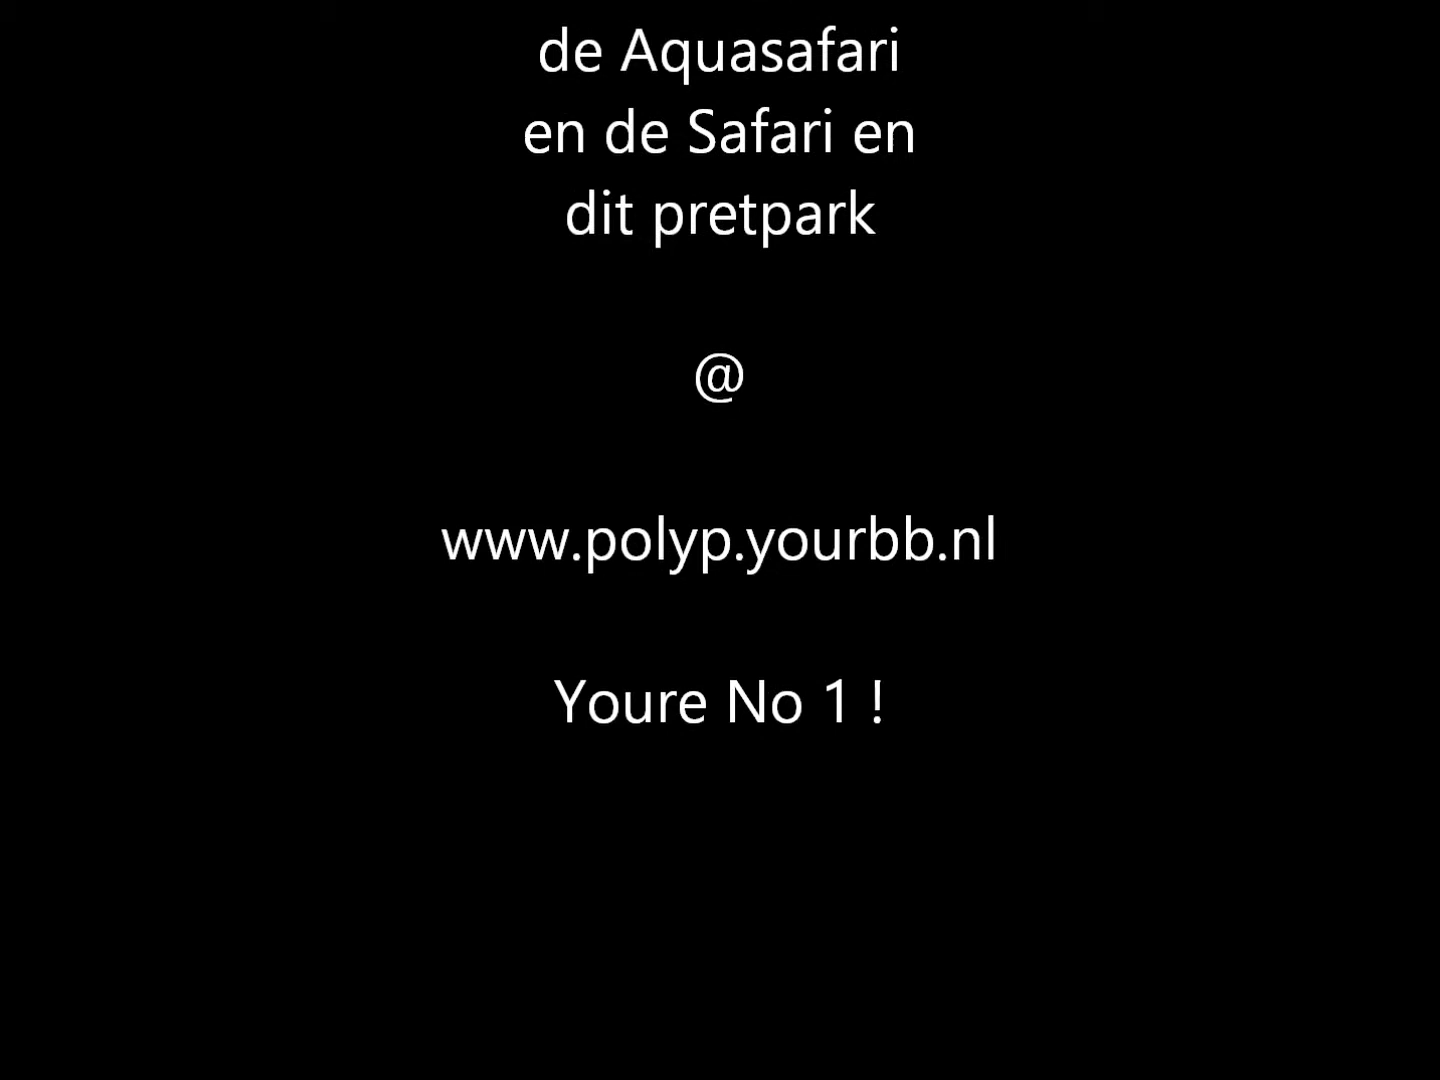 de Aquasafari
en de Safari en
dit pretpark
@
www.polyp.yourbb.nl
Youre No 1 !